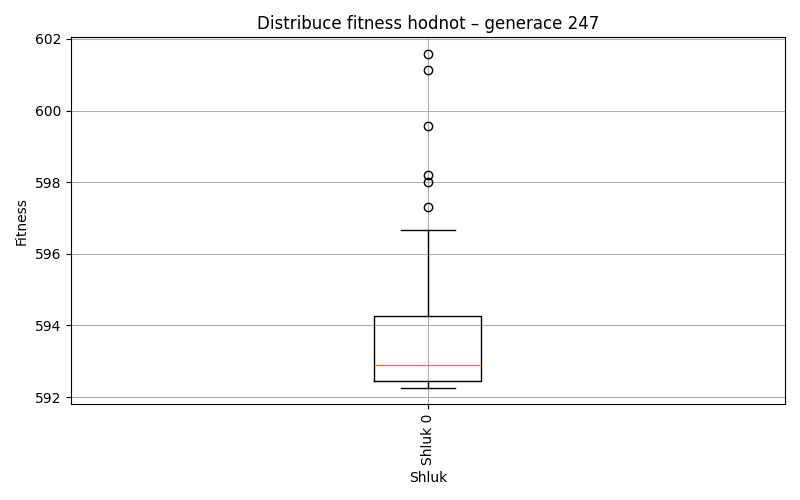 Distribuce fitness hodnot – generace 247
602
600
598
596
594
592
Fitness
Shluk 0
Shluk